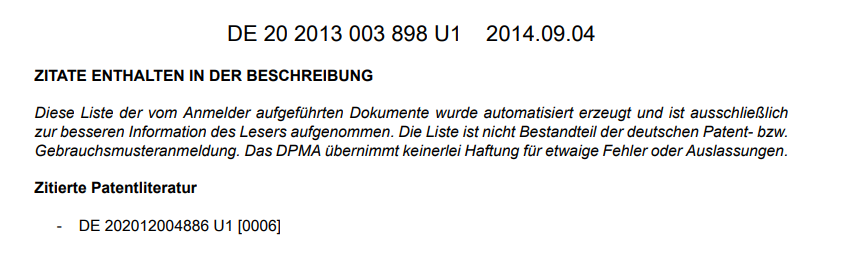 DE 20 2013 003 898 U1 2014.09.04
ZITATE ENTHALTEN IN DER BESCHREIBUNG
Diese Liste der vom Anmelder aufgeführten Dokumente wurde automatisiert erzeugt und ist ausschließlich
zur besseren Information des Lesers aufgenommen. Die Liste ist nicht Bestandteil der deutschen Patent- bzw.
Gebrauchsmusteranmeldung. Das DPMA übernimmt keinerlei Haftung für etwaige Fehler oder Auslassungen.
Zitierte Patentliteratur
- DE 202012004886 U1 [0006]